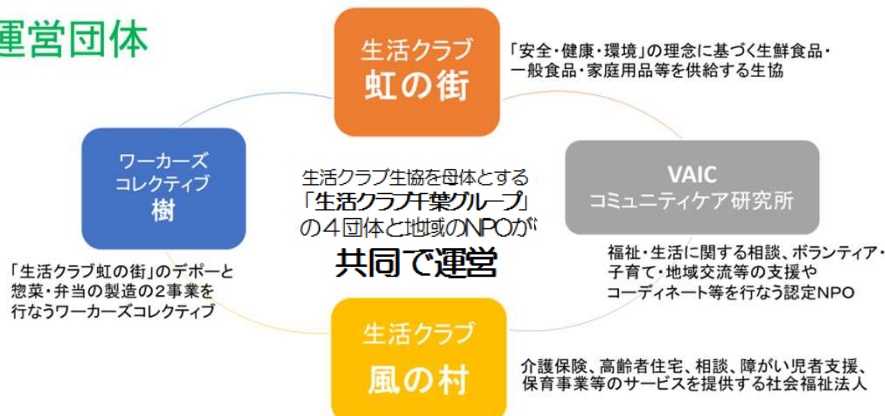 運営団体
生活クラブ
虹の街
「安全・健康・環境」の理念に基づく生鮮食品・
一般食品・家庭用品等を供給する生協
ワーカーズ
コレクティブ
樹
「生活クラブ虹の街」のデポーと
惣菜・弁当の製造の2事業を
行なうワーカーズコレクティブ
生活クラブ生協を母体とする
「生活クラブ千葉グループ」
の4団体と地域のNPOが
共同で運営
VAIC
コミュニティケア研究所
福祉・生活に関する相談、ボランティア・
子育て・地域交流等の支援や
コーディネート等を行なう認定NPO
生活クラブ
風の村
介護保険、高齢者住宅、相談、障がい児者支援、
保育事業等のサービスを提供する社会福祉法人